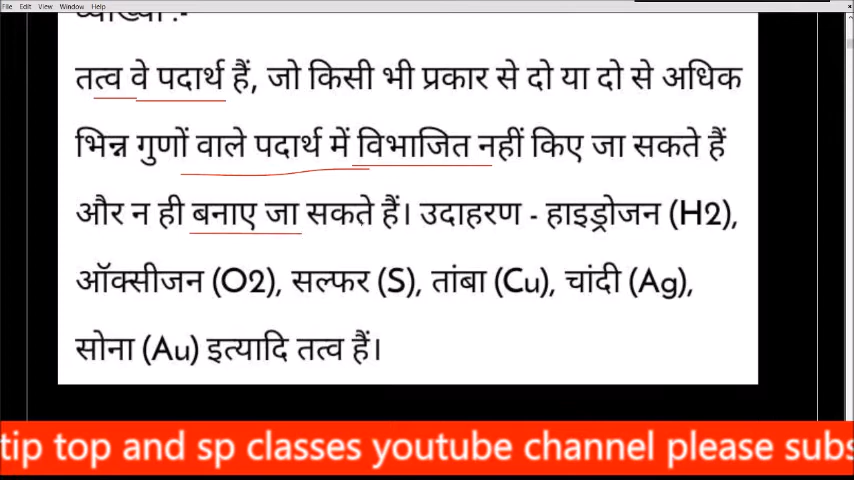 File Edit View Window Help
व्याख्या :-
तत्व वे पदार्थ हैं, जो किसी भी प्रकार से दो या दो से अधिक
भिन्न गुणों वाले पदार्थ में विभाजित नहीं किए जा सकते हैं
और न ही बनाए जा सकते हैं। उदाहरण - हाइड्रोजन (H2),
ऑक्सीजन (O2), सल्फर (S), तांबा (Cu), चांदी (Ag),
सोना (Au) इत्यादि तत्व हैं।
tip top and sp classes youtube channel please subs